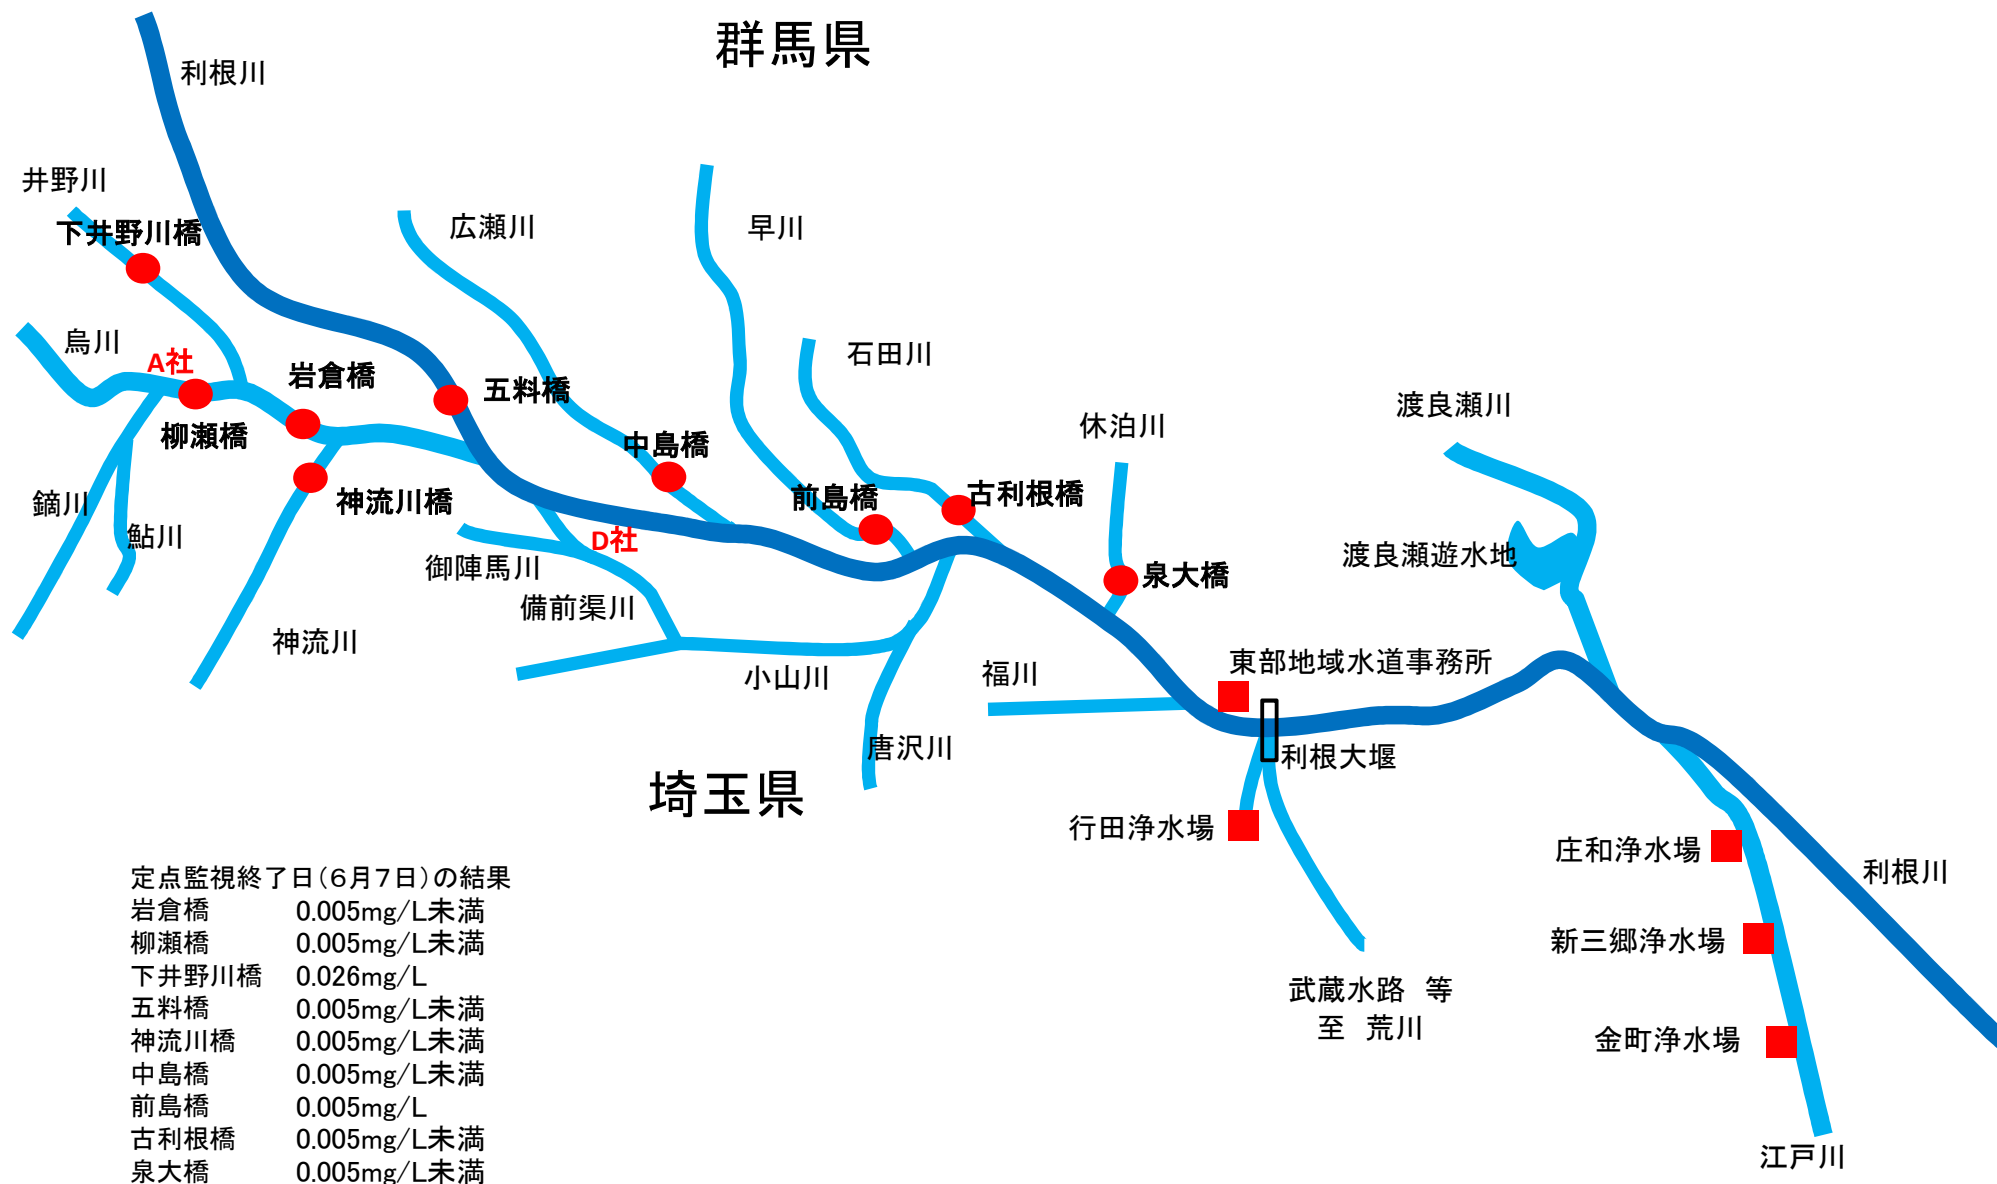 群馬県
利根川
井野川
下井野川橋
広瀬川
早川
烏川
A社
岩倉橋
五料橋
石田川
柳瀬橋
中島橋
休泊川
渡良瀬川
鏑川
鮎川
神流川橋
前島橋
古利根橋
D社
御陣馬川
備前渠川
泉大橋
渡良瀬遊水地
神流川
小山川
福川
東部地域水道事務所
唐沢川
利根大堰
埼玉県
行田浄水場
庄和浄水場
利根川
新三郷浄水場
武蔵水路 等
至 荒川
金町浄水場
江戸川
定点監視終了日(6月7日)の結果
岩倉橋 0.005mg/L未満
柳瀬橋 0.005mg/L未満
下井野川橋 0.026mg/L
五料橋 0.005mg/L未満
神流川橋 0.005mg/L未満
中島橋 0.005mg/L未満
前島橋 0.005mg/L
古利根橋 0.005mg/L未満
泉大橋 0.005mg/L未満